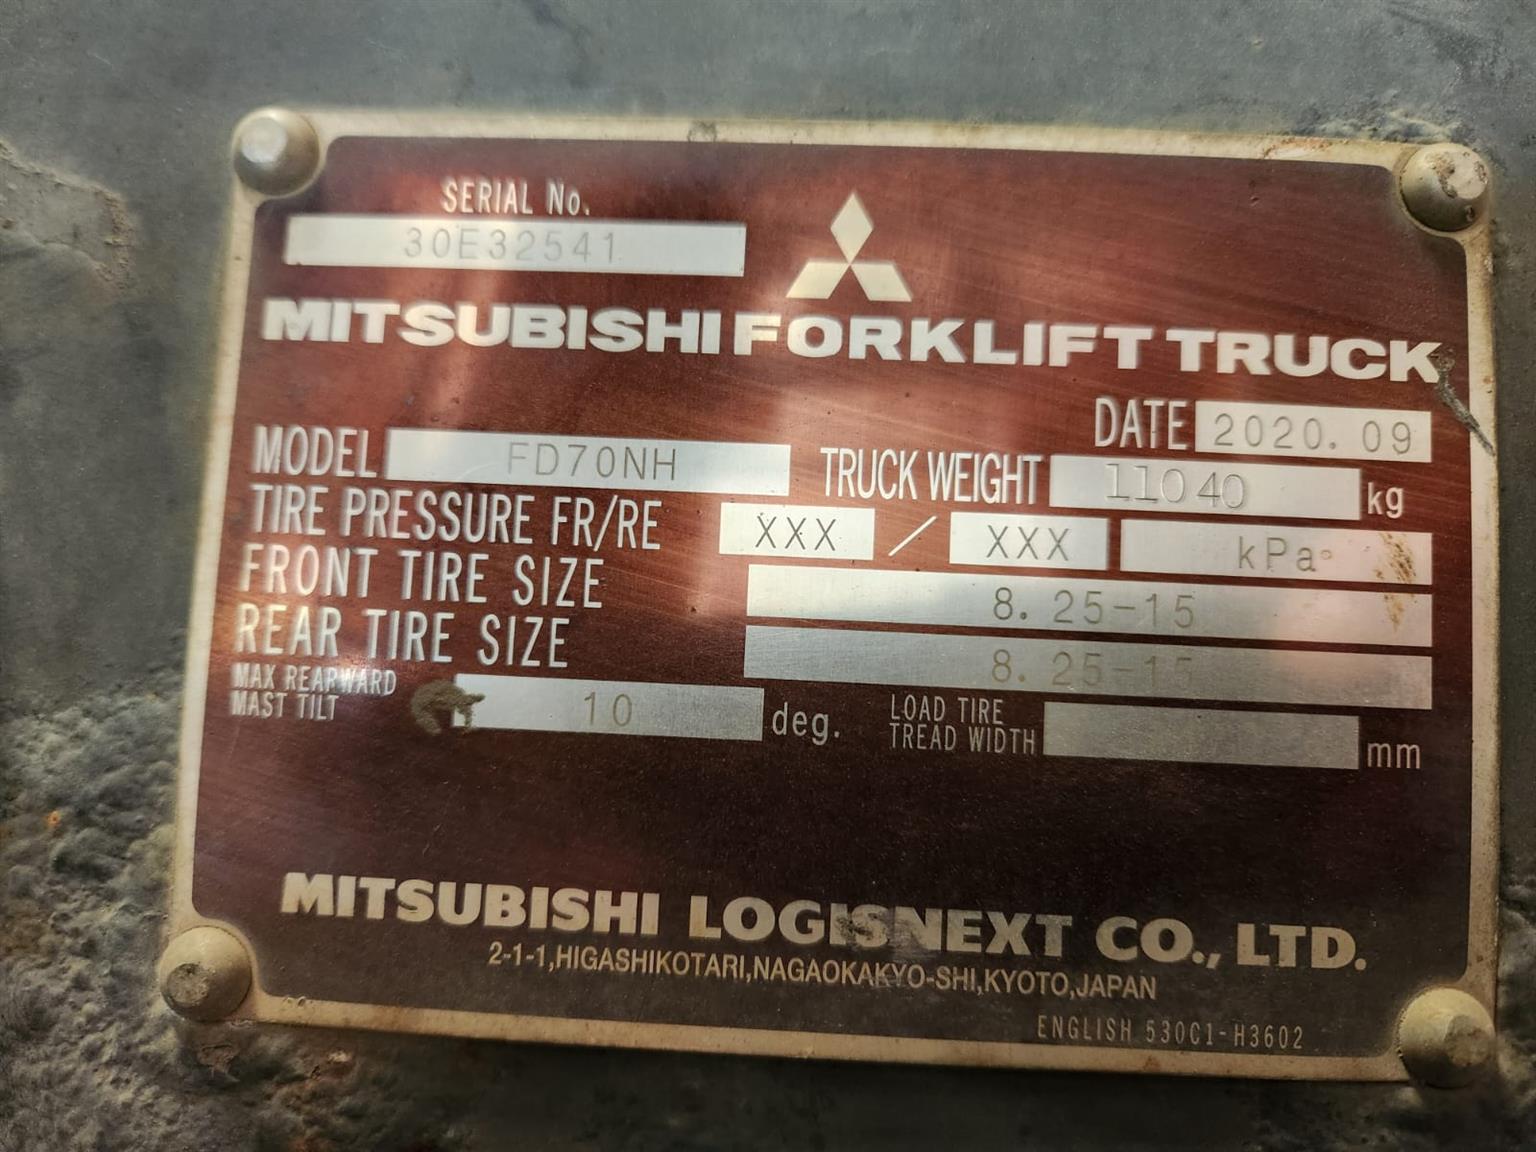 SERIAL No.
30E32541
MITSUBISHI FORKLIFT TRUCK
DATE 2020.09
MODEL FD70NH TRUCK WEIGHT 11040 kg
TIRE PRESSURE FR/RE XXX / XXX kPa
FRONT TIRE SIZE 8.25-15
REAR TIRE SIZE 8.25-15
MAX REARWARD
MAST TILT 10 deg.
LOAD TIRE
TREAD WIDTH mm
MITSUBISHI LOGISNEXT CO., LTD.
2-1-1,HIGASHIKOTARI,NAGAOKAKYO-SHI,KYOTO,JAPAN
ENGLISH 530C1-H3602